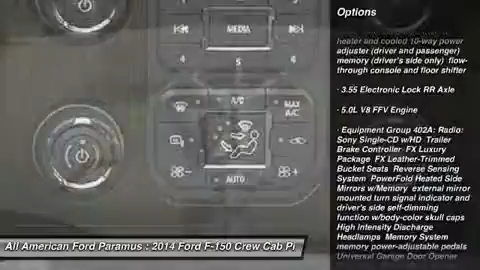 MEDIA
4
5
6
A/C
MAX
A/C
AUTO
Options
heater and cooled 10-way power
adjuster (driver and passenger)
memory (driver's side only)  flow-
through console and floor shifter
· 3.55 Electronic Lock RR Axle
· 5.0L V8 FFV Engine
· Equipment Group 402A: Radio:
Sony Single-CD w/HD  Trailer
Brake Controller  FX Luxury
Package  FX Leather-Trimmed
Bucket Seats  Reverse Sensing
System  PowerFold Heated Side
Mirrors w/Memory  external mirror
mounted turn signal indicator and
driver's side self-dimming
function w/body-color skull caps
High Intensity Discharge
Headlamps  Memory System
memory power-adjustable pedals
Universal Garage Door Opener
All American Ford Paramus : 2014 Ford F-150 Crew Cab Pi